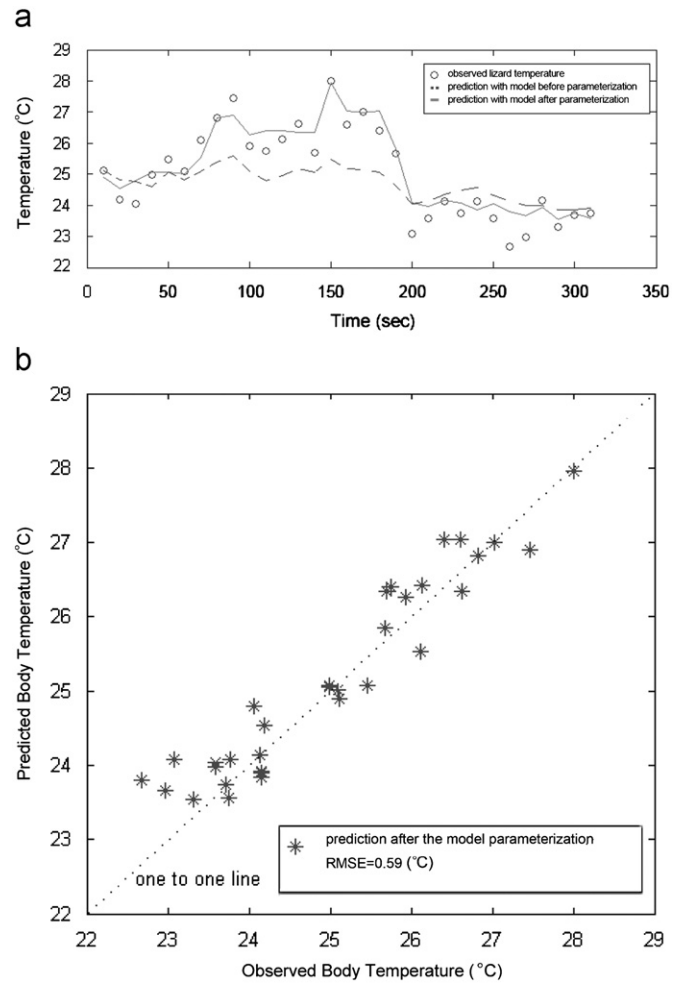 a
29
28
27
26
25
24
23
22
Temperature (°C)
observed lizard temperature
prediction with model before parameterization
prediction with model after parameterization
0 50 100 150 200 250 300 350
Time (sec)
b
29
28
27
26
25
24
23
22
Predicted Body Temperature (°C)
prediction after the model parameterization
RMSE=0.59 (°C)
one to one line
22 23 24 25 26 27 28 29
Observed Body Temperature (°C)